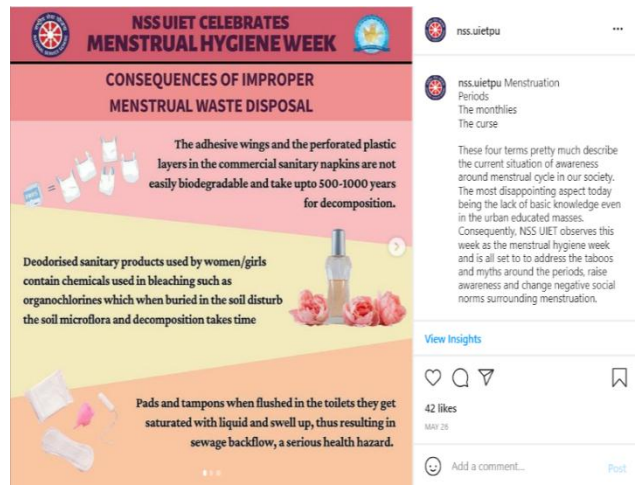 NSS UIET CELEBRATES
MENSTRUAL HYGIENE WEEK
CONSEQUENCES OF IMPROPER
MENSTRUAL WASTE DISPOSAL
The adhesive wings and the perforated plastic
layers in the commercial sanitary napkins are not
easily biodegradable and take upto 500-1000 years
for decomposition.
Deodorised sanitary products used by women/girls
contain chemicals used in bleaching such as
organochlorines which when buried in the soil disturb
the soil microflora and decomposition takes time
Pads and tampons when flushed in the toilets they get
saturated with liquid and swell up, thus resulting in
sewage backflow, a serious health hazard.
nss.uietpu
nss.uietpu Menstruation
Periods
The monthlies
The curse
These four terms pretty much describe
the current situation of awareness
around menstrual cycle in our society.
The most disappointing aspect today
being the lack of basic knowledge even
in the urban educated masses.
Consequently, NSS UIET observes this
week as the menstrual hygiene week
and is all set to to address the taboos
and myths around the periods, raise
awareness and change negative social
norms surrounding menstruation.
View Insights
42 likes
MAY 26
Add a comment...
Post